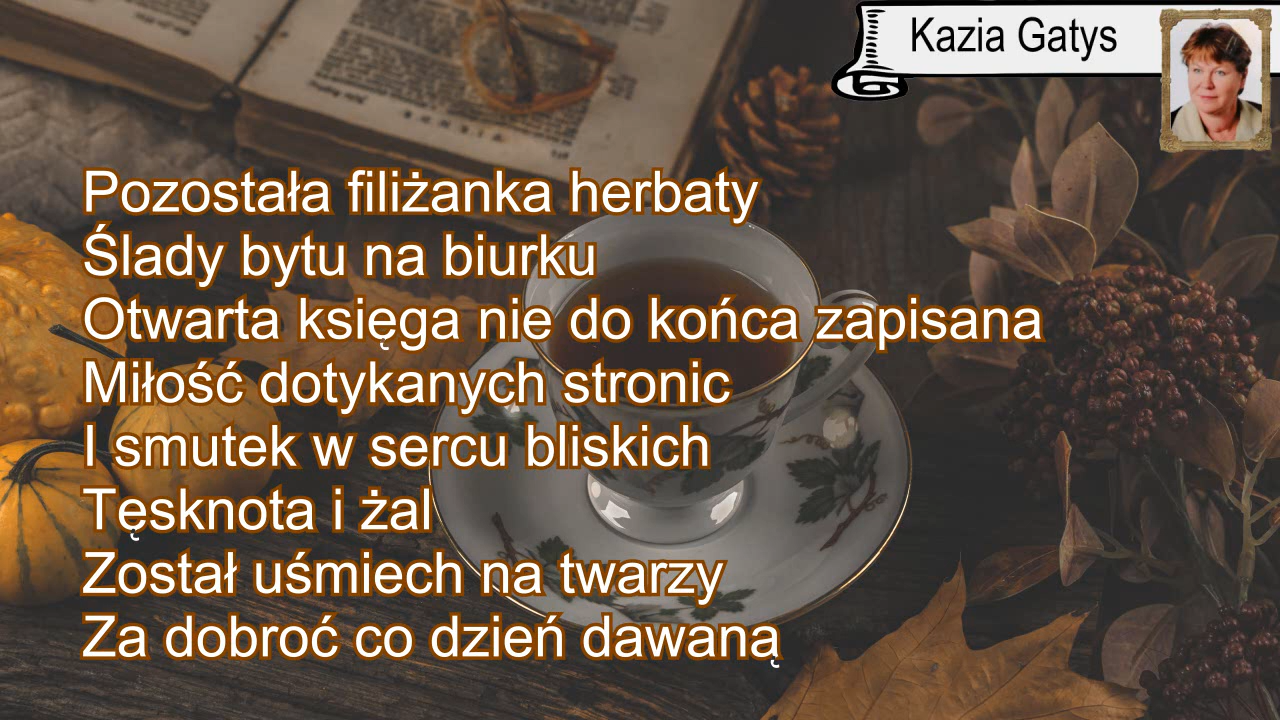 Kazia Gatys
Pozostała filiżanka herbaty
Ślady bytu na biurku
Otwarta księga nie do końca zapisana
Miłość dotykanych stronic
I smutek w sercu bliskich
Tęsknota i żal
Został uśmiech na twarzy
Za dobroć co dzień dawaną